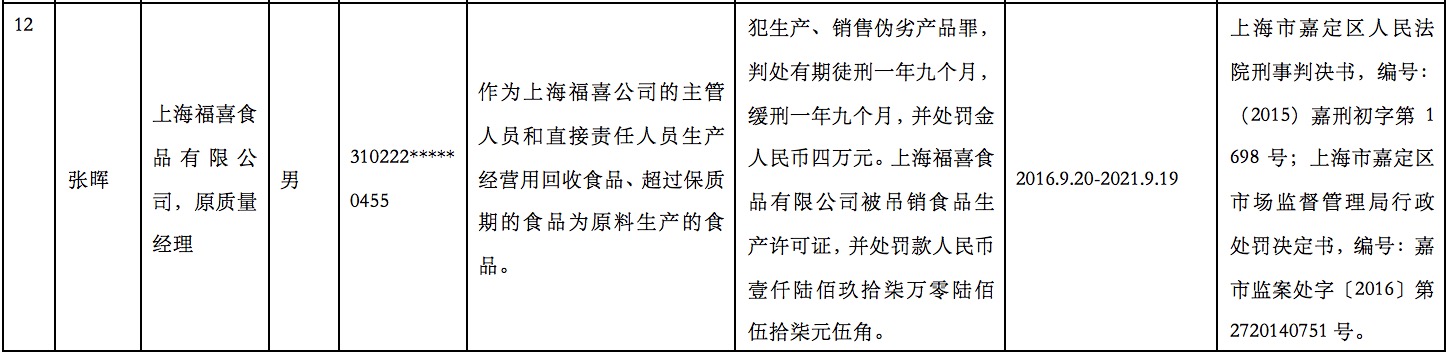 12
张晖
上海福喜食
品有限公
司，原质量
经理
男
310222*****
0455
作为上海福喜公司的主管
人员和直接责任人员生产
经营用回收食品、超过保质
期的食品为原料生产的食
品。
犯生产、销售伪劣产品罪，
判处有期徒刑一年九个月，
缓刑一年九个月，并处罚金
人民币四万元。上海福喜食
品有限公司被吊销食品生
产许可证，并处罚款人民币
壹仟陆佰玖拾柒万零陆佰
伍拾柒元伍角。
2016.9.20-2021.9.19
上海市嘉定区人民法
院刑事判决书，编号：
（2015）嘉刑初字第 1
698 号；上海市嘉定区
市场监督管理局行政
处罚决定书，编号：嘉
市监案处字〔2016〕第
2720140751 号。